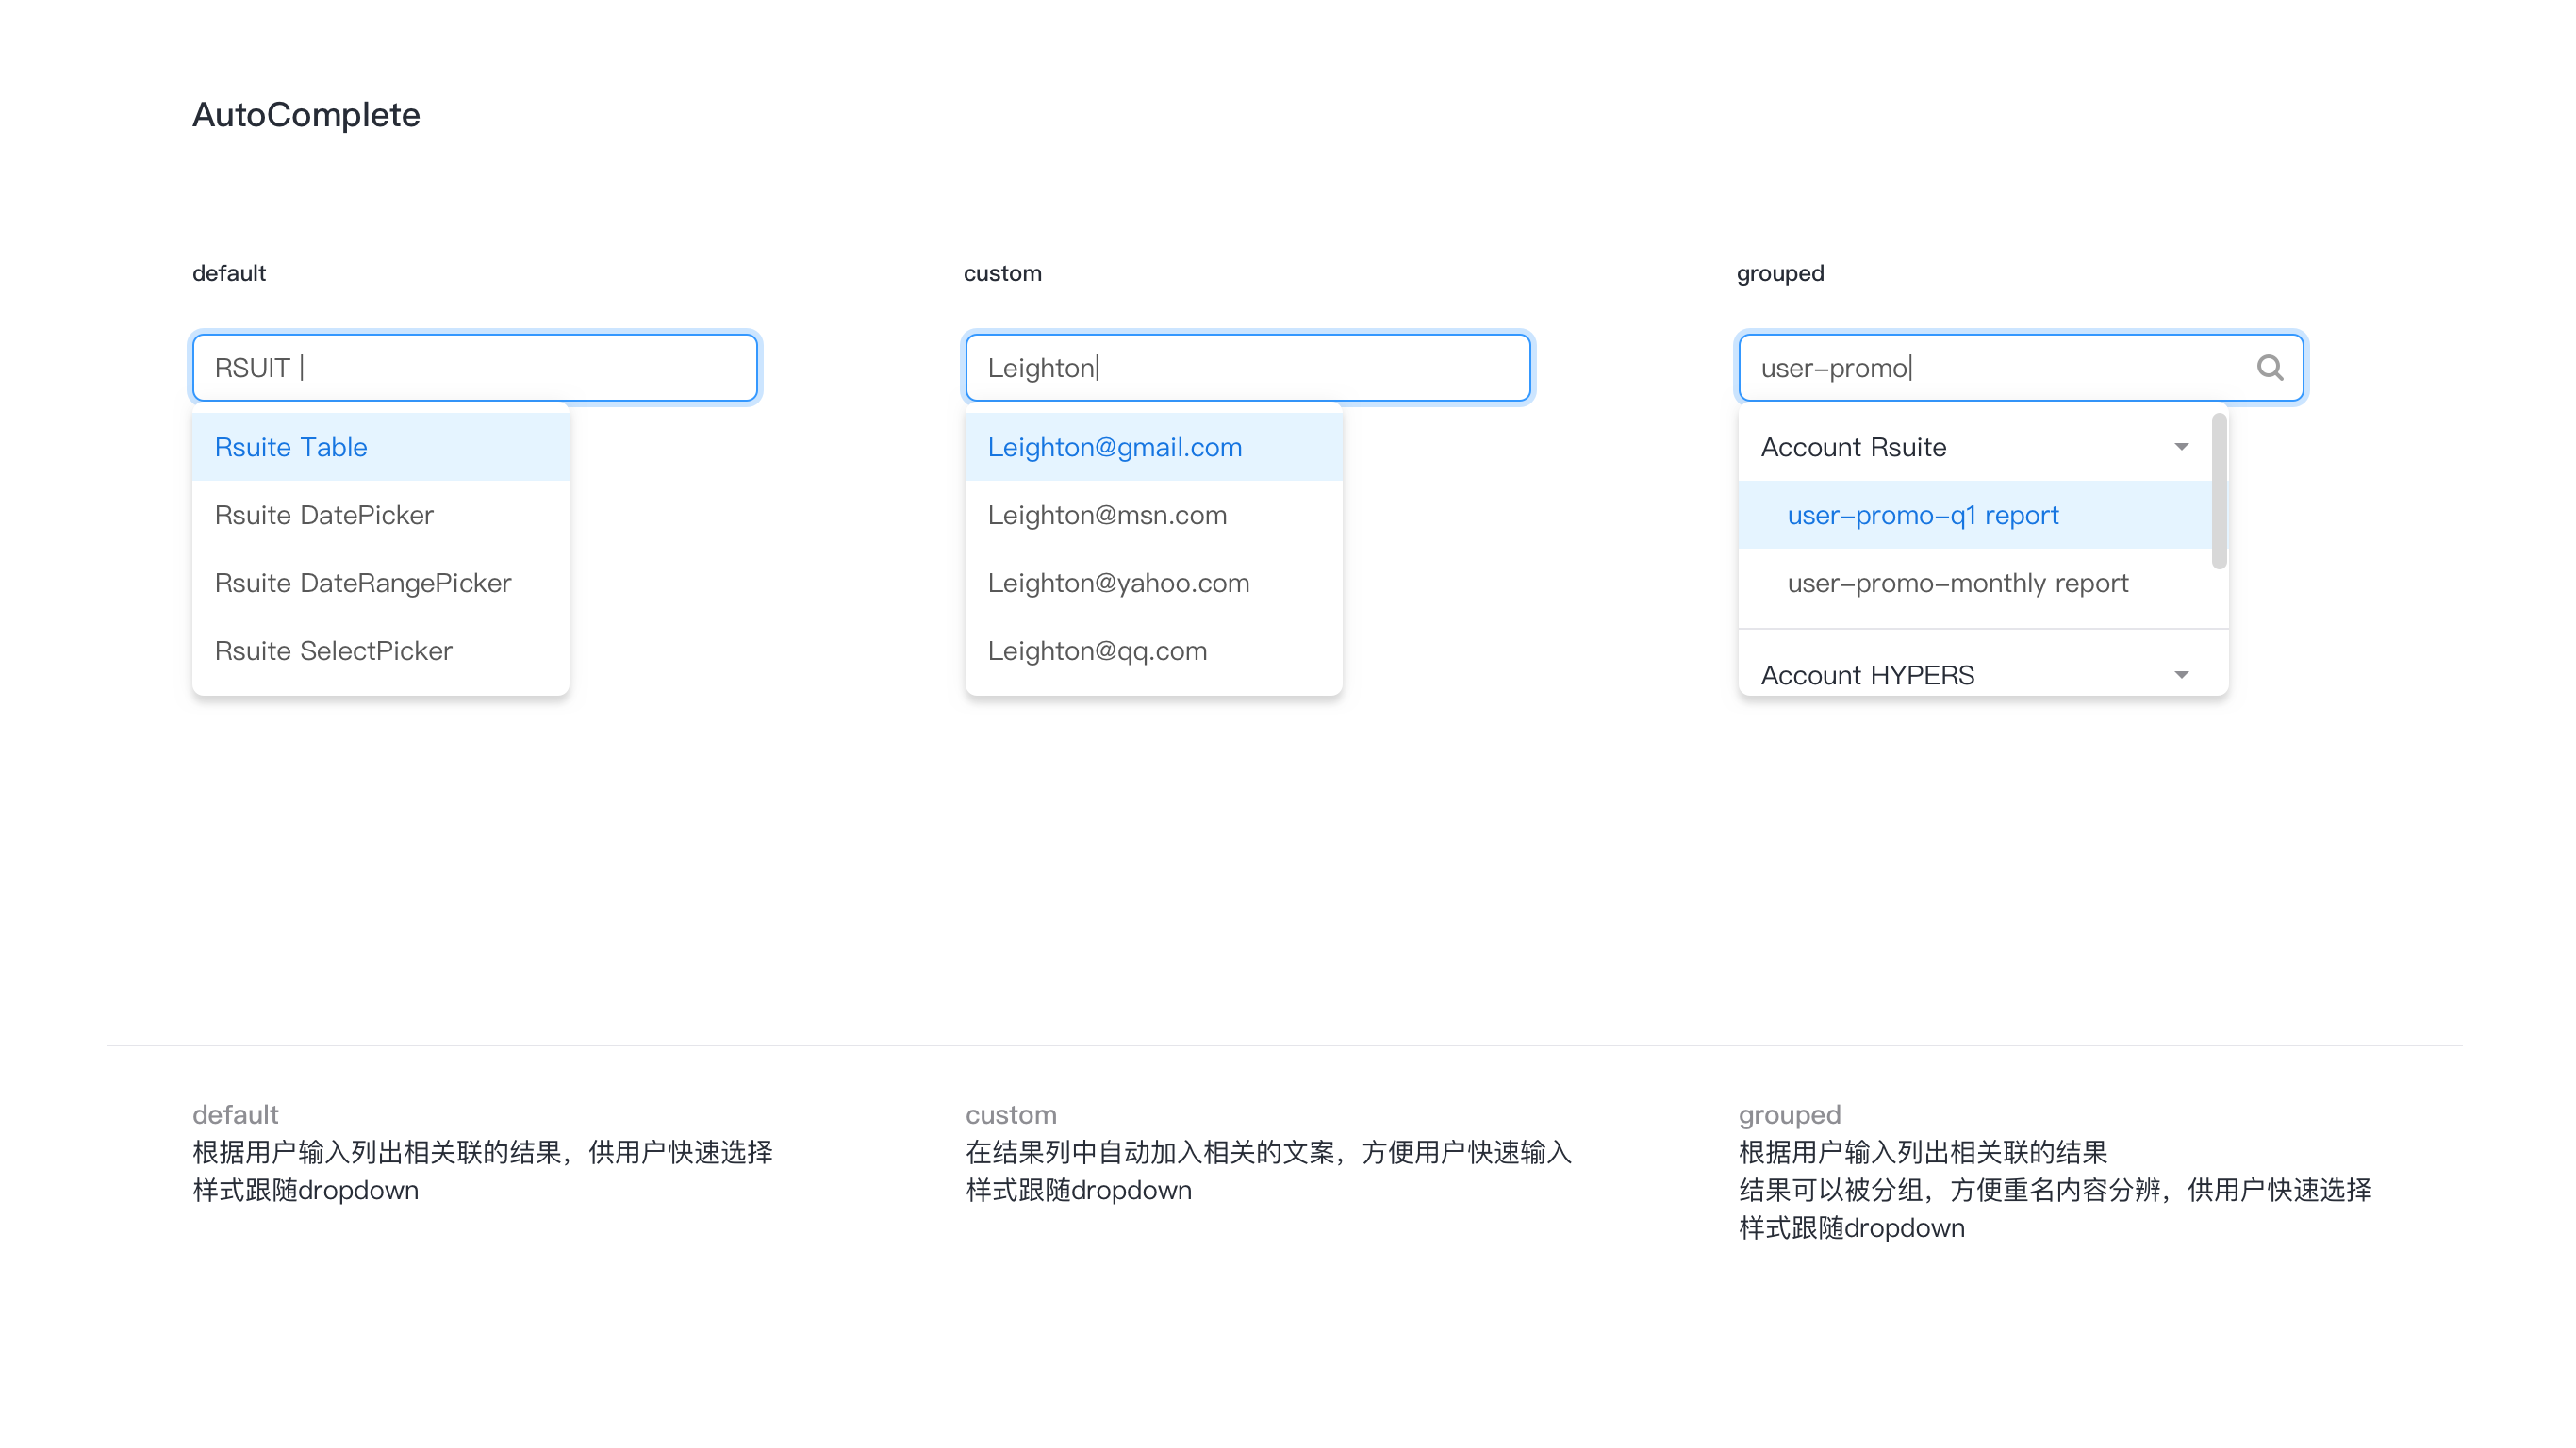 AutoComplete
default
RSUIT |
Rsuite Table
Rsuite DatePicker
Rsuite DateRangePicker
Rsuite SelectPicker
custom
Leighton|
Leighton@gmail.com
Leighton@msn.com
Leighton@yahoo.com
Leighton@qq.com
grouped
user-promo|
Account Rsuite
user-promo-q1 report
user-promo-monthly report
Account HYPERS
default
根据用户输入列出相关联的结果，供用户快速选择
样式跟随dropdown
custom
在结果列中自动加入相关的文案，方便用户快速输入
样式跟随dropdown
grouped
根据用户输入列出相关联的结果
结果可以被分组，方便重名内容分辨，供用户快速选择
样式跟随dropdown